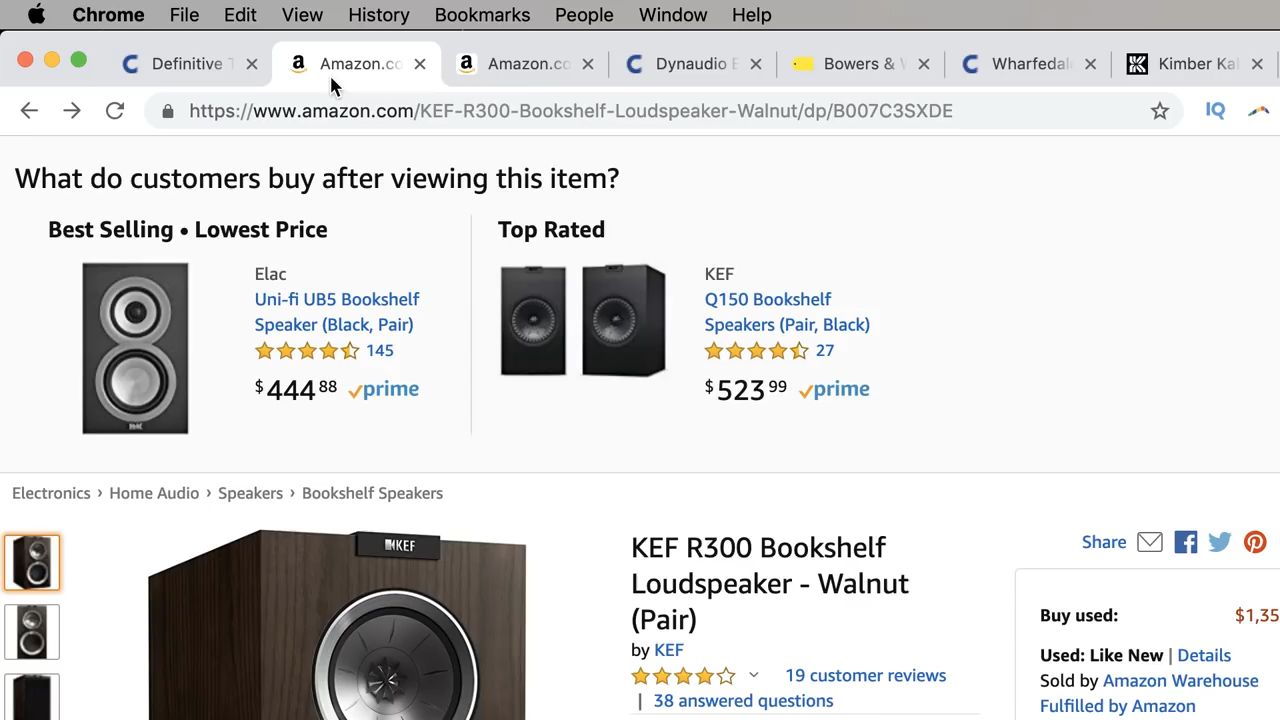 Chrome File Edit View History Bookmarks People Window Help
Definitive T Amazon.co Amazon.co Dynaudio E Bowers & W Wharfedal Kimber Kal
https://www.amazon.com/KEF-R300-Bookshelf-Loudspeaker-Walnut/dp/B007C3SXDE IQ
What do customers buy after viewing this item?
Best Selling • Lowest Price
Elac
Uni-fi UB5 Bookshelf
Speaker (Black, Pair)
145
$444 88 prime
Top Rated
KEF
Q150 Bookshelf
Speakers (Pair, Black)
27
$523 99 prime
Electronics › Home Audio › Speakers › Bookshelf Speakers
KEF
KEF R300 Bookshelf
Loudspeaker - Walnut
(Pair)
by KEF
19 customer reviews
| 38 answered questions
Share
Buy used: $1,35
Used: Like New | Details
Sold by Amazon Warehouse
Fulfilled by Amazon